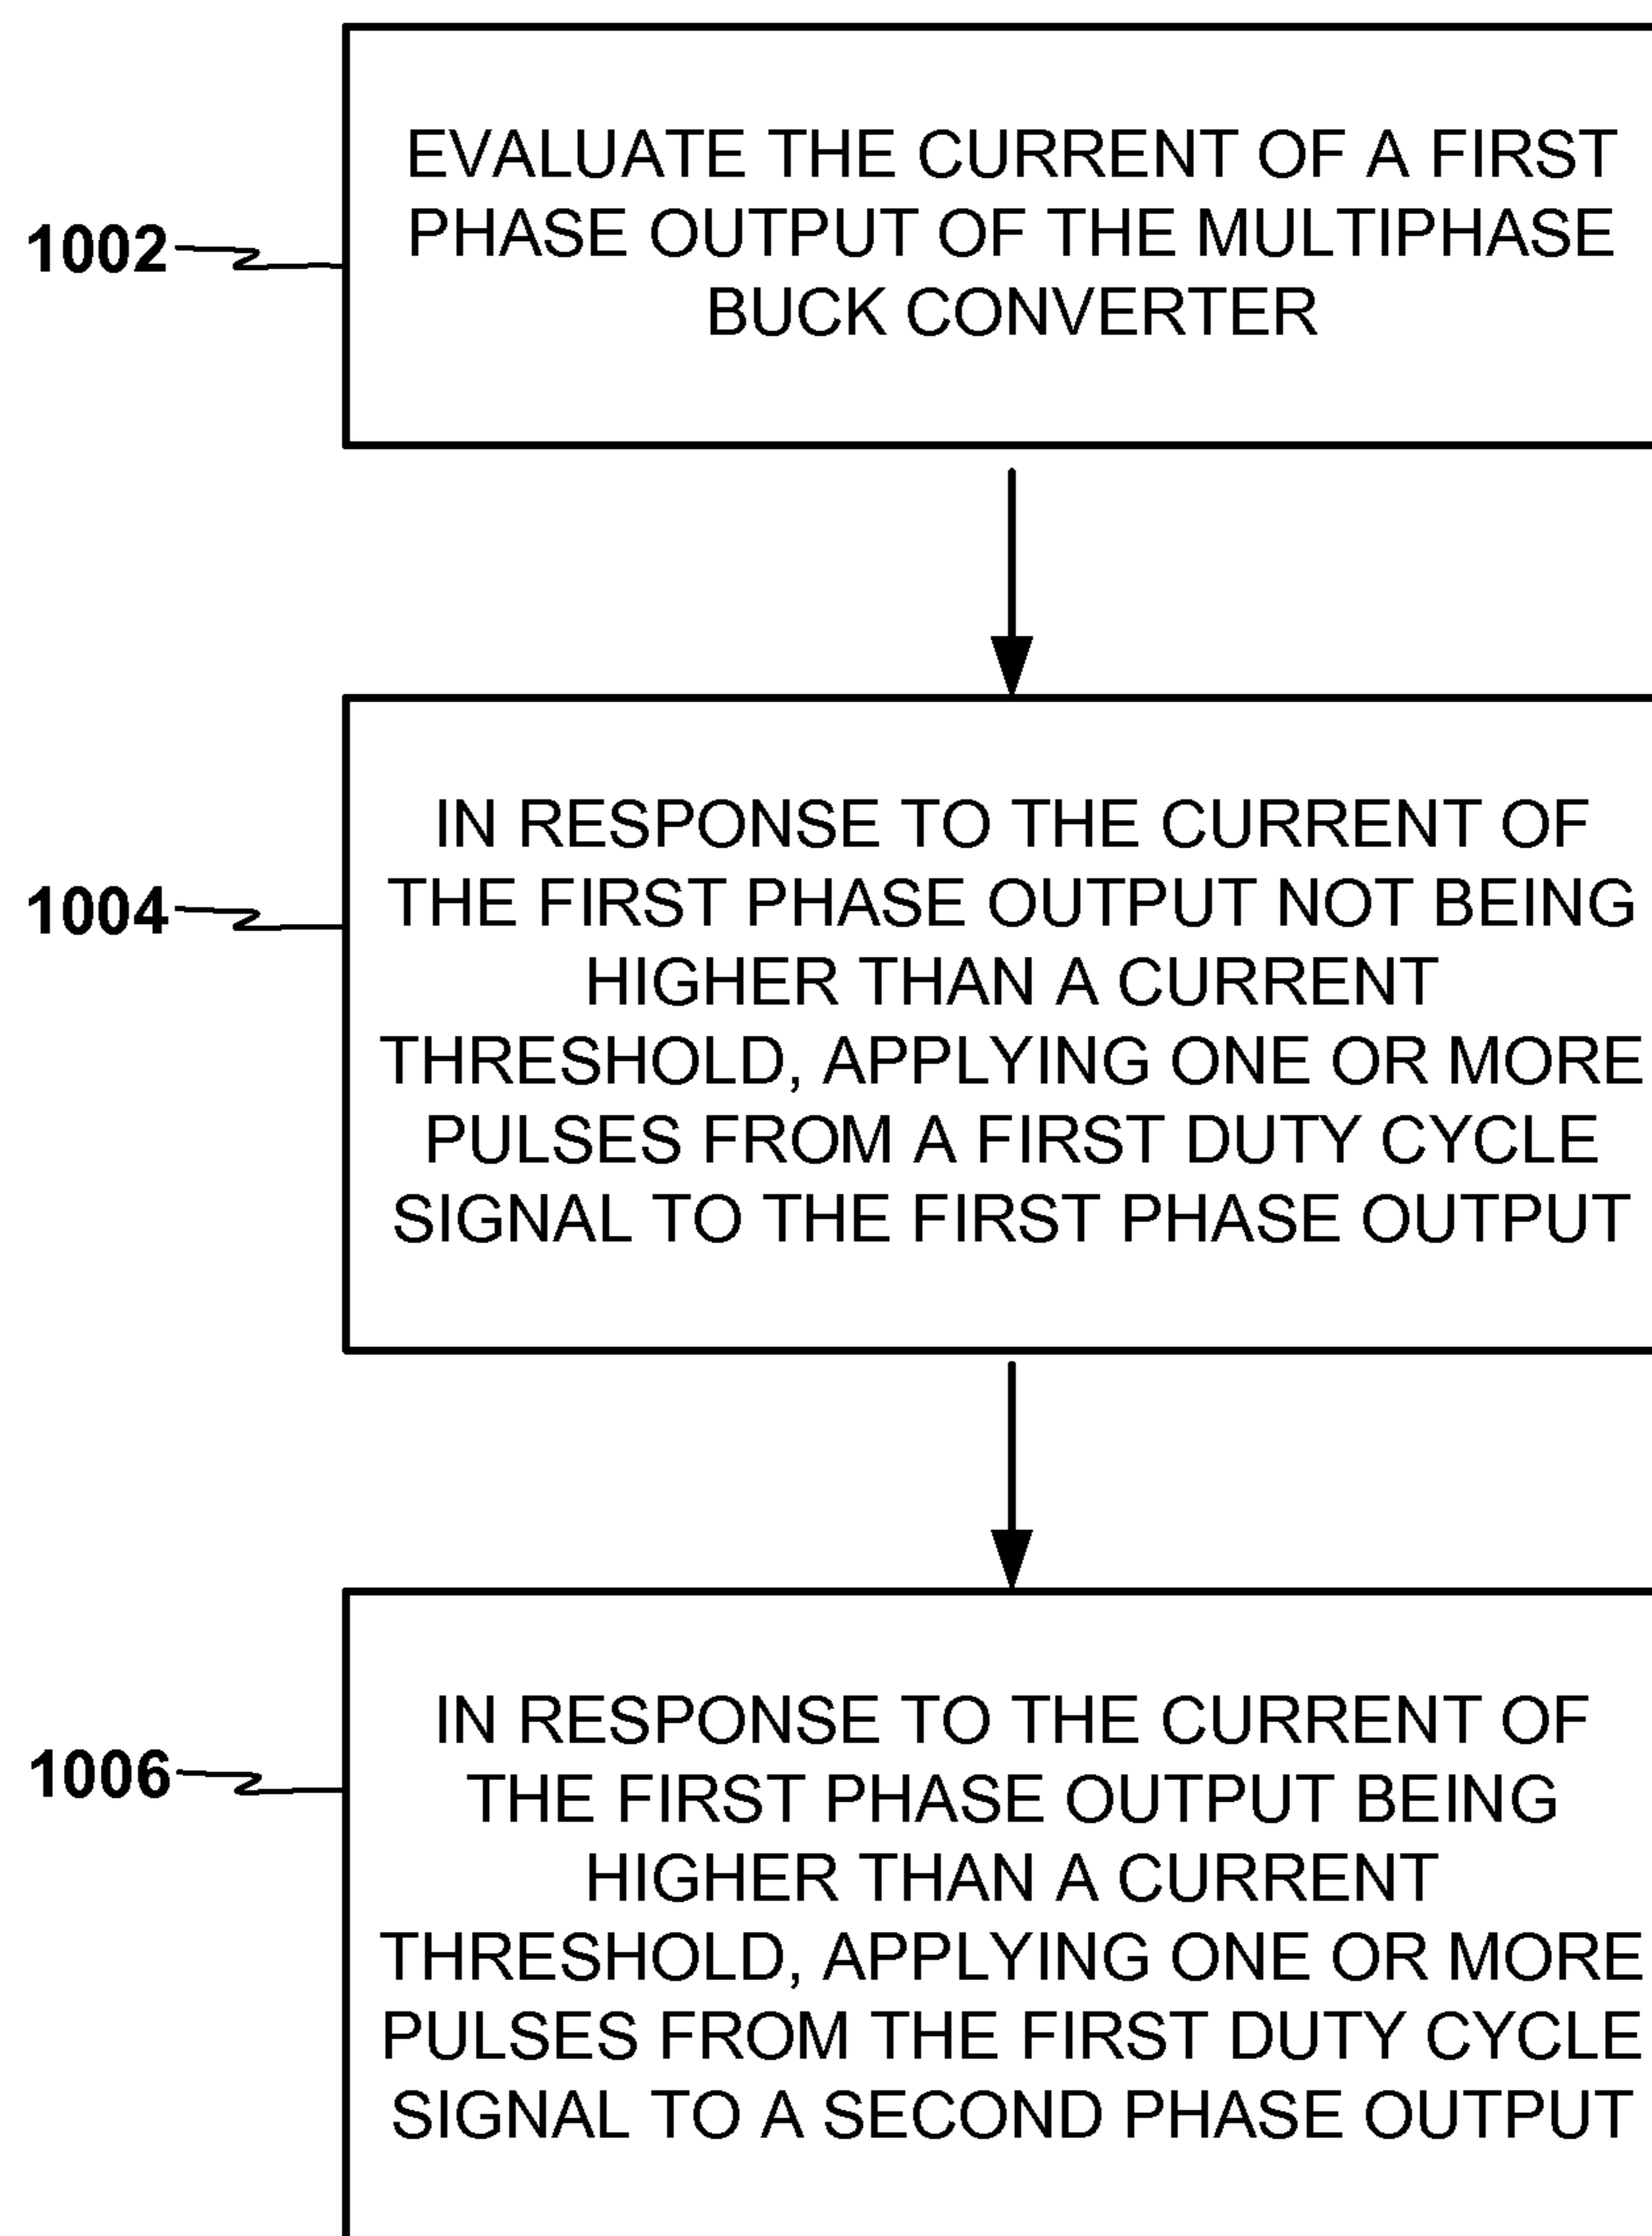 EVALUATE THE CURRENT OF A FIRST
PHASE OUTPUT OF THE MULTIPHASE
BUCK CONVERTER
1002
IN RESPONSE TO THE CURRENT OF
THE FIRST PHASE OUTPUT NOT BEING
HIGHER THAN A CURRENT
THRESHOLD, APPLYING ONE OR MORE
PULSES FROM A FIRST DUTY CYCLE
SIGNAL TO THE FIRST PHASE OUTPUT
1004
IN RESPONSE TO THE CURRENT OF
THE FIRST PHASE OUTPUT BEING
HIGHER THAN A CURRENT
THRESHOLD, APPLYING ONE OR MORE
PULSES FROM THE FIRST DUTY CYCLE
SIGNAL TO A SECOND PHASE OUTPUT
1006